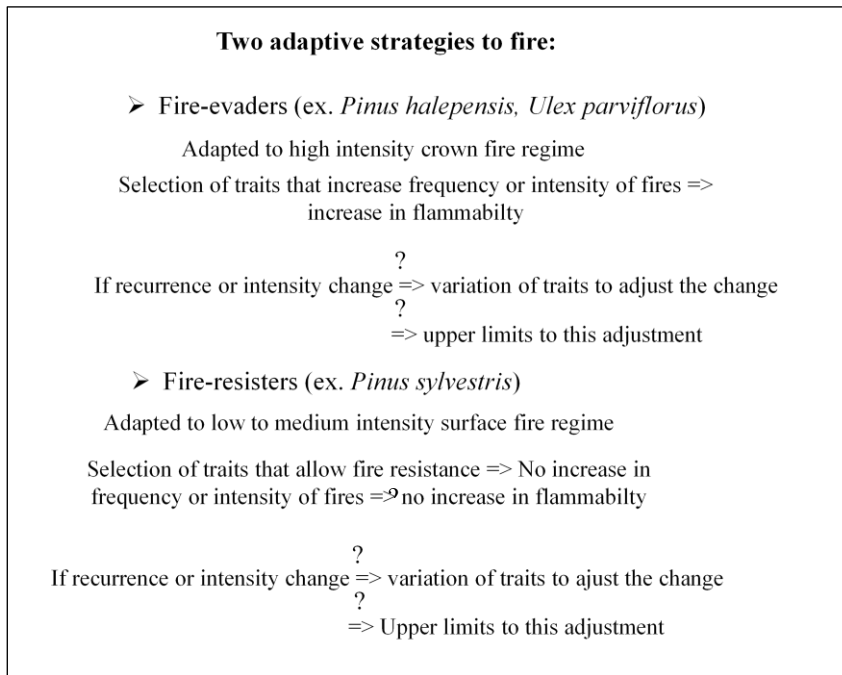 Two adaptive strategies to fire:
➢ Fire-evaders (ex. Pinus halepensis, Ulex parviflorus)
Adapted to high intensity crown fire regime
Selection of traits that increase frequency or intensity of fires =>
increase in flammabilty
?
If recurrence or intensity change => variation of traits to adjust the change
?
=> upper limits to this adjustment
➢ Fire-resisters (ex. Pinus sylvestris)
Adapted to low to medium intensity surface fire regime
Selection of traits that allow fire resistance => No increase in
frequency or intensity of fires =>? no increase in flammabilty
?
If recurrence or intensity change => variation of traits to ajust the change
?
=> Upper limits to this adjustment